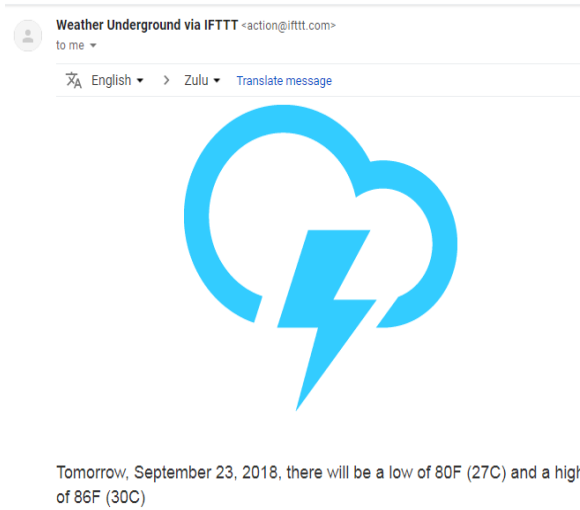 Weather Underground via IFTTT <action@ifttt.com>
to me
English > Zulu Translate message
Tomorrow, September 23, 2018, there will be a low of 80F (27C) and a high
of 86F (30C)